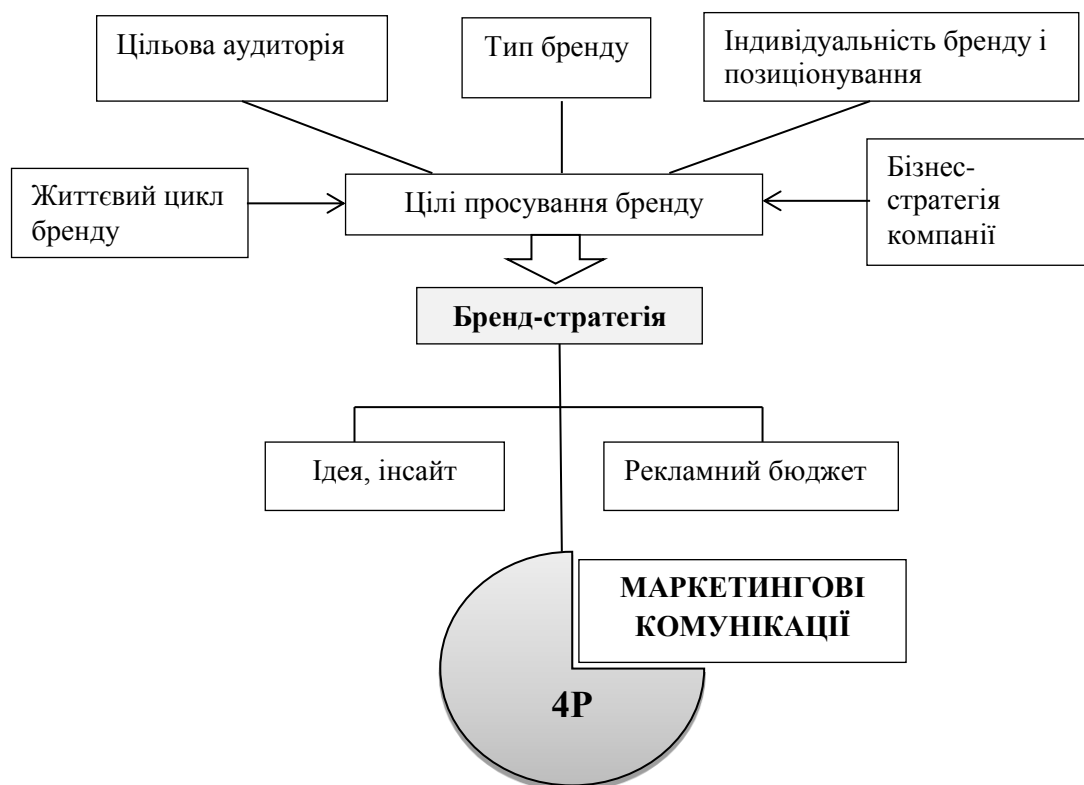 Цільова аудиторія
Тип бренду
Індивідуальність бренду і
позиціонування
Життєвий цикл
бренду
Цілі просування бренду
Бізнес-
стратегія
компанії
Бренд-стратегія
Ідея, інсайт
Рекламний бюджет
МАРКЕТИНГОВІ
КОМУНІКАЦІЇ
4Р